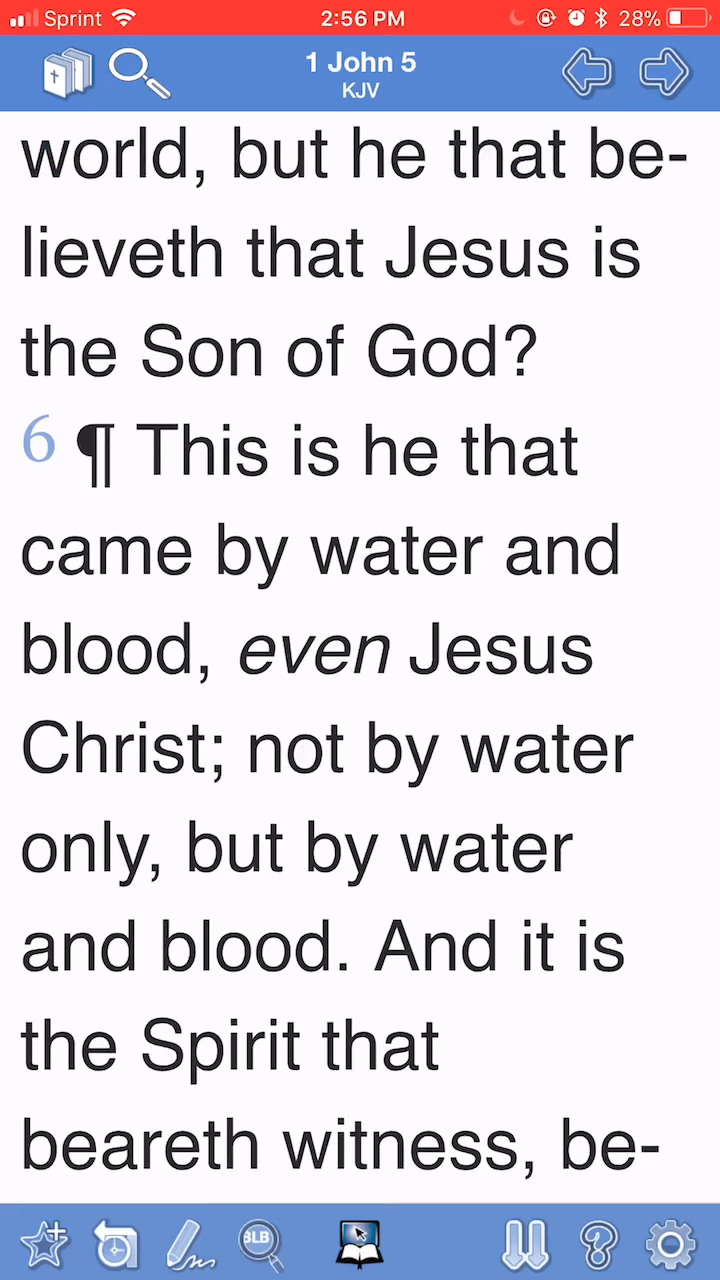 Sprint 2:56 PM 28%
1 John 5
KJV
world, but he that be-
lieveth that Jesus is
the Son of God?
6 ¶ This is he that
came by water and
blood, even Jesus
Christ; not by water
only, but by water
and blood. And it is
the Spirit that
beareth witness, be-
BLB